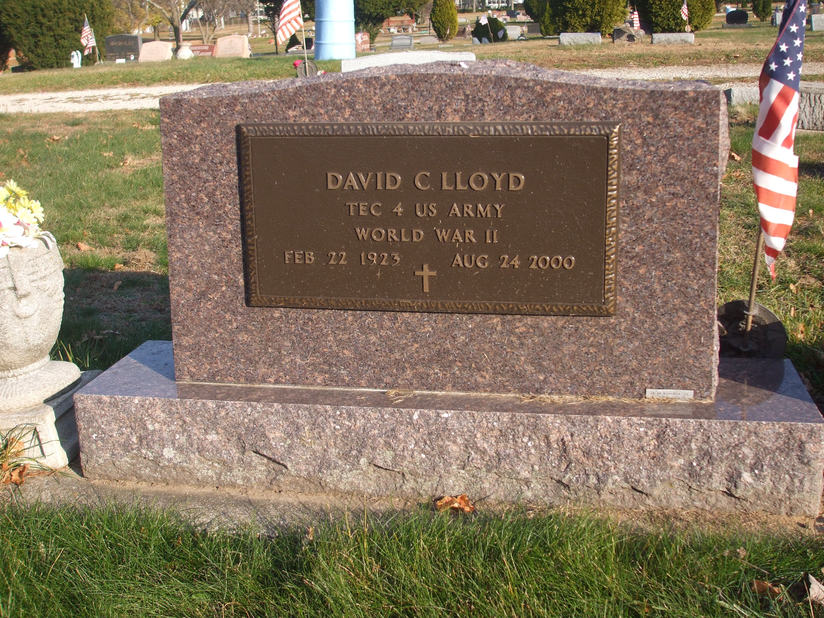 DAVID C LLOYD
TEC 4 US ARMY
WORLD WAR II
FEB 22 1923 AUG 24 2000